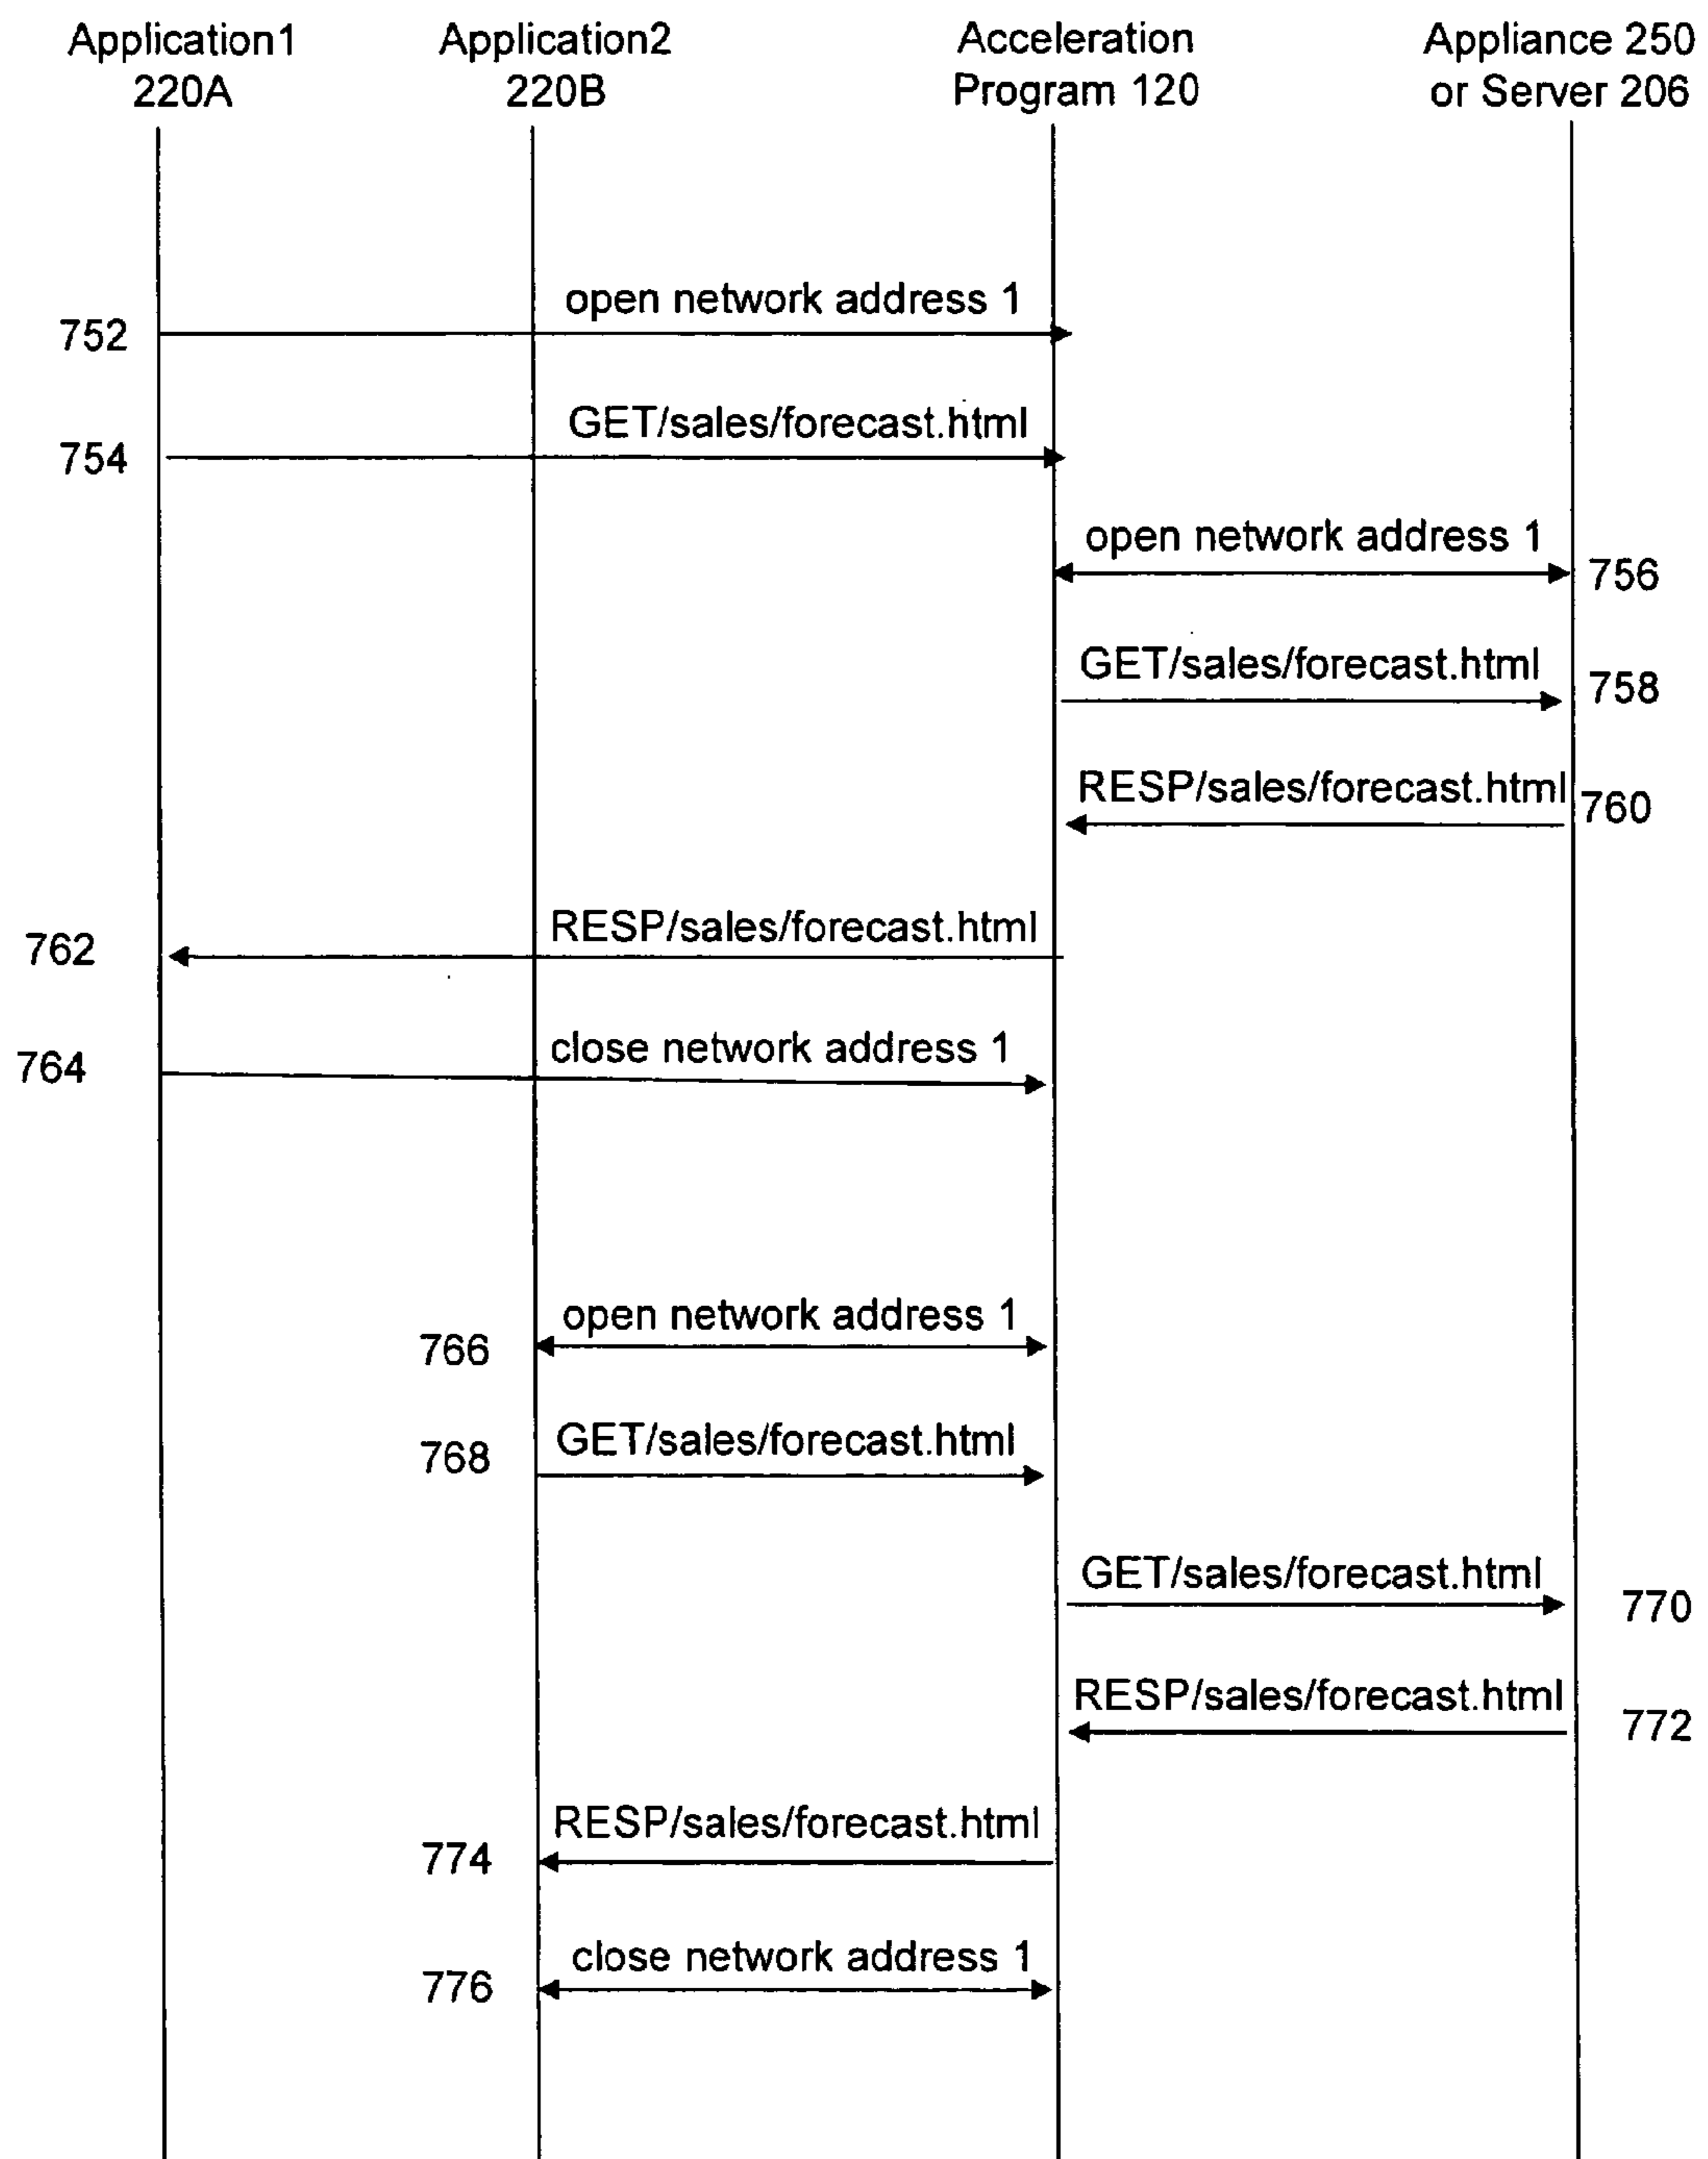 Application1
220A
Application2
220B
Acceleration
Program 120
Appliance 250
or Server 206
open network address 1
752
GET/sales/forecast.html
754
open network address 1
756
GET/sales/forecast.html
758
RESP/sales/forecast.html
760
RESP/sales/forecast.html
762
close network address 1
764
open network address 1
766
GET/sales/forecast.html
768
GET/sales/forecast.html
770
RESP/sales/forecast.html
772
RESP/sales/forecast.html
774
close network address 1
776